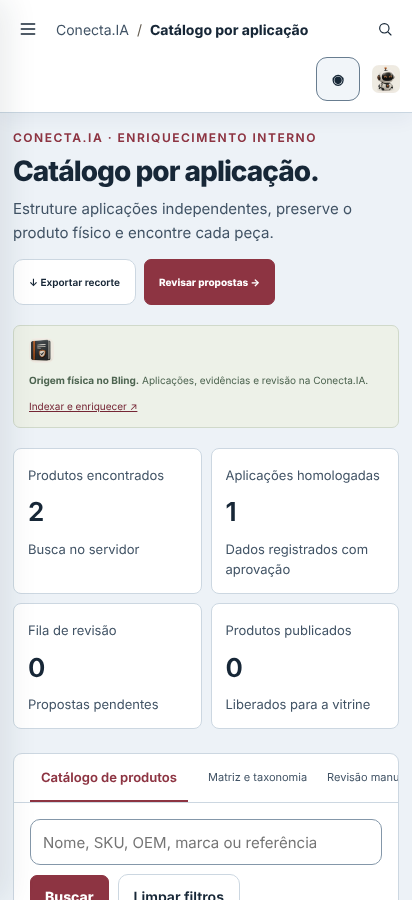 Conecta.IA / Catálogo por aplicação
CONECTA.IA · ENRIQUECIMENTO INTERNO
Catálogo por aplicação.
Estruture aplicações independentes, preserve o
produto físico e encontre cada peça.
↓ Exportar recorte
Revisar propostas →
Origem física no Bling. Aplicações, evidências e revisão na Conecta.IA.
Indexar e enriquecer ↗
Produtos encontrados
2
Busca no servidor
Aplicações homologadas
1
Dados registrados com
aprovação
Fila de revisão
0
Propostas pendentes
Produtos publicados
0
Liberados para a vitrine
Catálogo de produtos
Matriz e taxonomia
Revisão manu
Nome, SKU, OEM, marca ou referência
Buscar
Limpar filtros